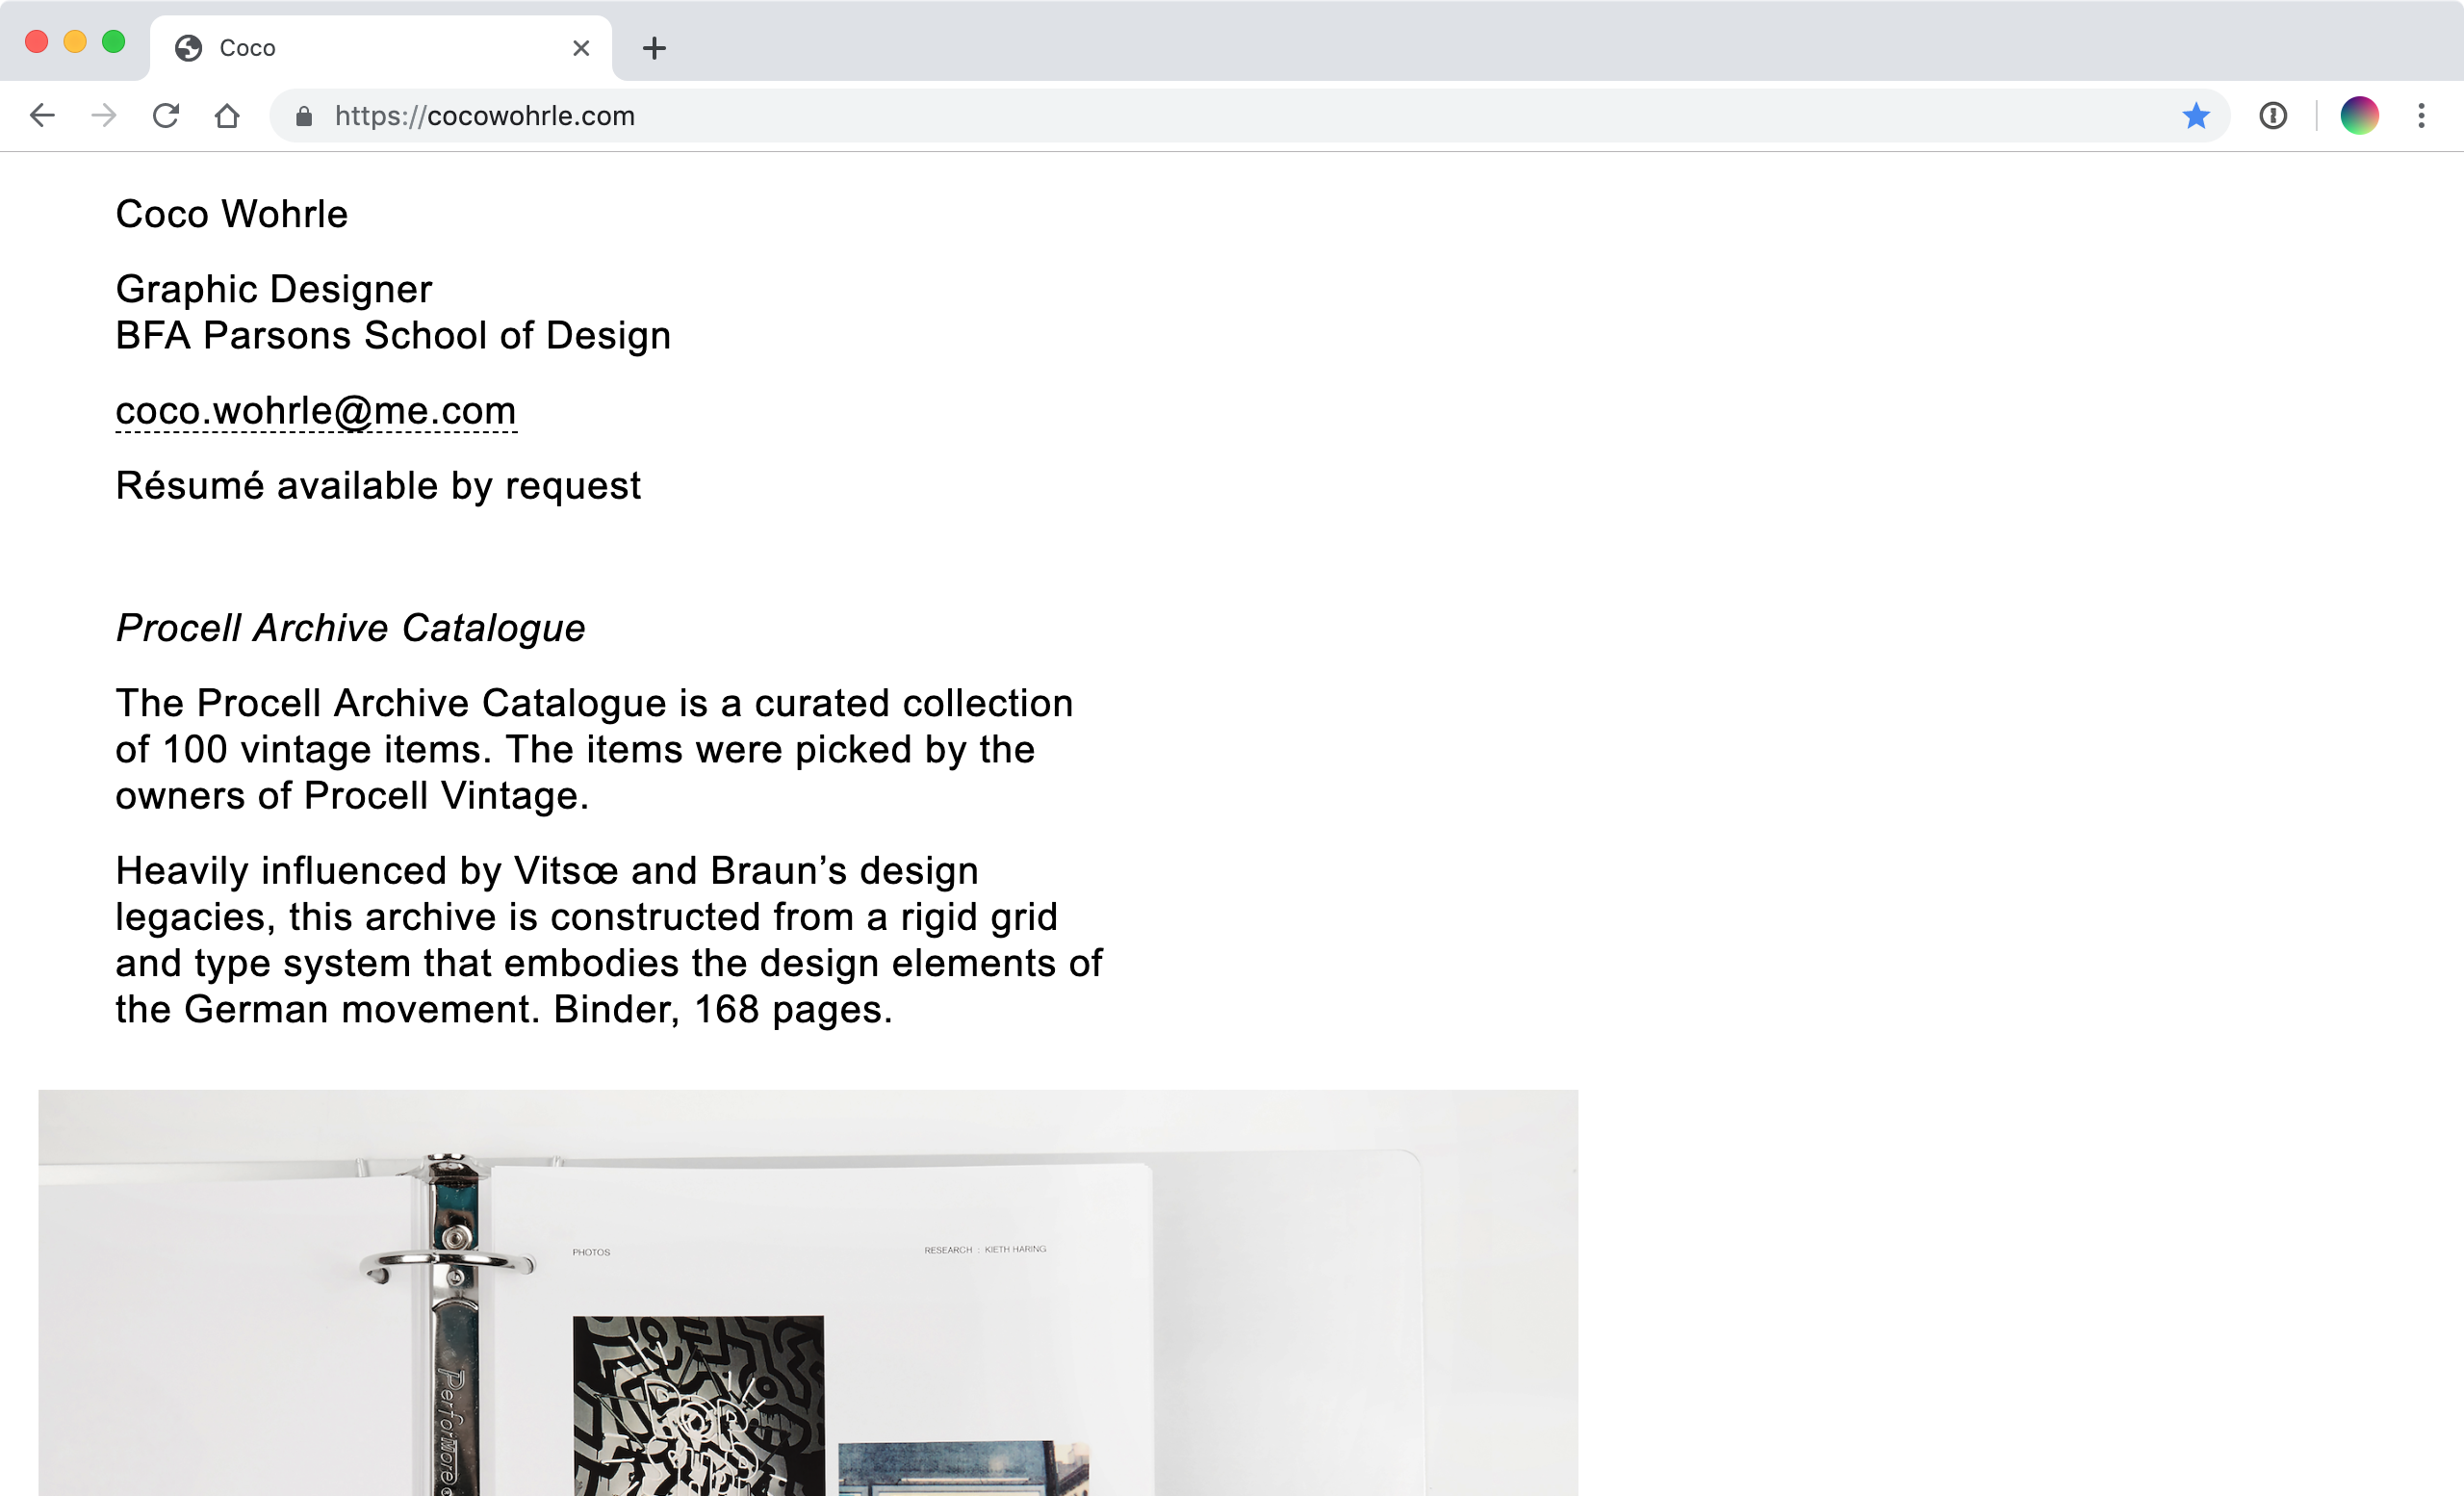 Coco
https://cocowohrle.com
Coco Wohrle
Graphic Designer
BFA Parsons School of Design
coco.wohrle@me.com
Résumé available by request
Procell Archive Catalogue
The Procell Archive Catalogue is a curated collection
of 100 vintage items. The items were picked by the
owners of Procell Vintage.
Heavily influenced by Vitsœ and Braun’s design
legacies, this archive is constructed from a rigid grid
and type system that embodies the design elements of
the German movement. Binder, 168 pages.
PHOTOS
RESEARCH : KIETH HARING